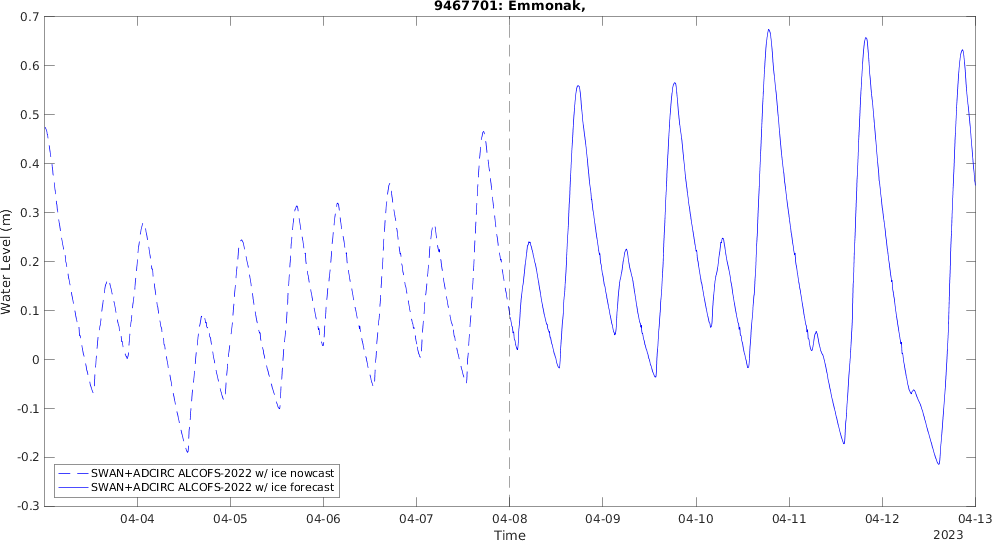 9467701: Emmonak,
0.7
0.6
0.5
0.4
0.3
0.2
0.1
0
-0.1
-0.2
-0.3
Water Level (m)
SWAN+ADCIRC ALCOFS-2022 w/ ice nowcast
SWAN+ADCIRC ALCOFS-2022 w/ ice forecast
04-04 04-05 04-06 04-07 04-08 04-09 04-10 04-11 04-12 04-13
Time
2023